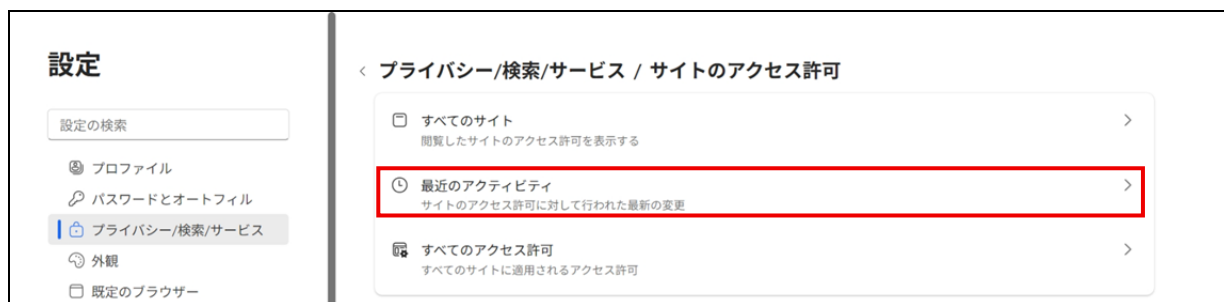 設定
設定の検索
プロファイル
パスワードとオートフィル
プライバシー/検索/サービス
外観
既定のブラウザー
プライバシー/検索/サービス / サイトのアクセス許可
すべてのサイト
閲覧したサイトのアクセス許可を表示する
最近のアクティビティ
サイトのアクセス許可に対して行われた最新の変更
すべてのアクセス許可
すべてのサイトに適用されるアクセス許可